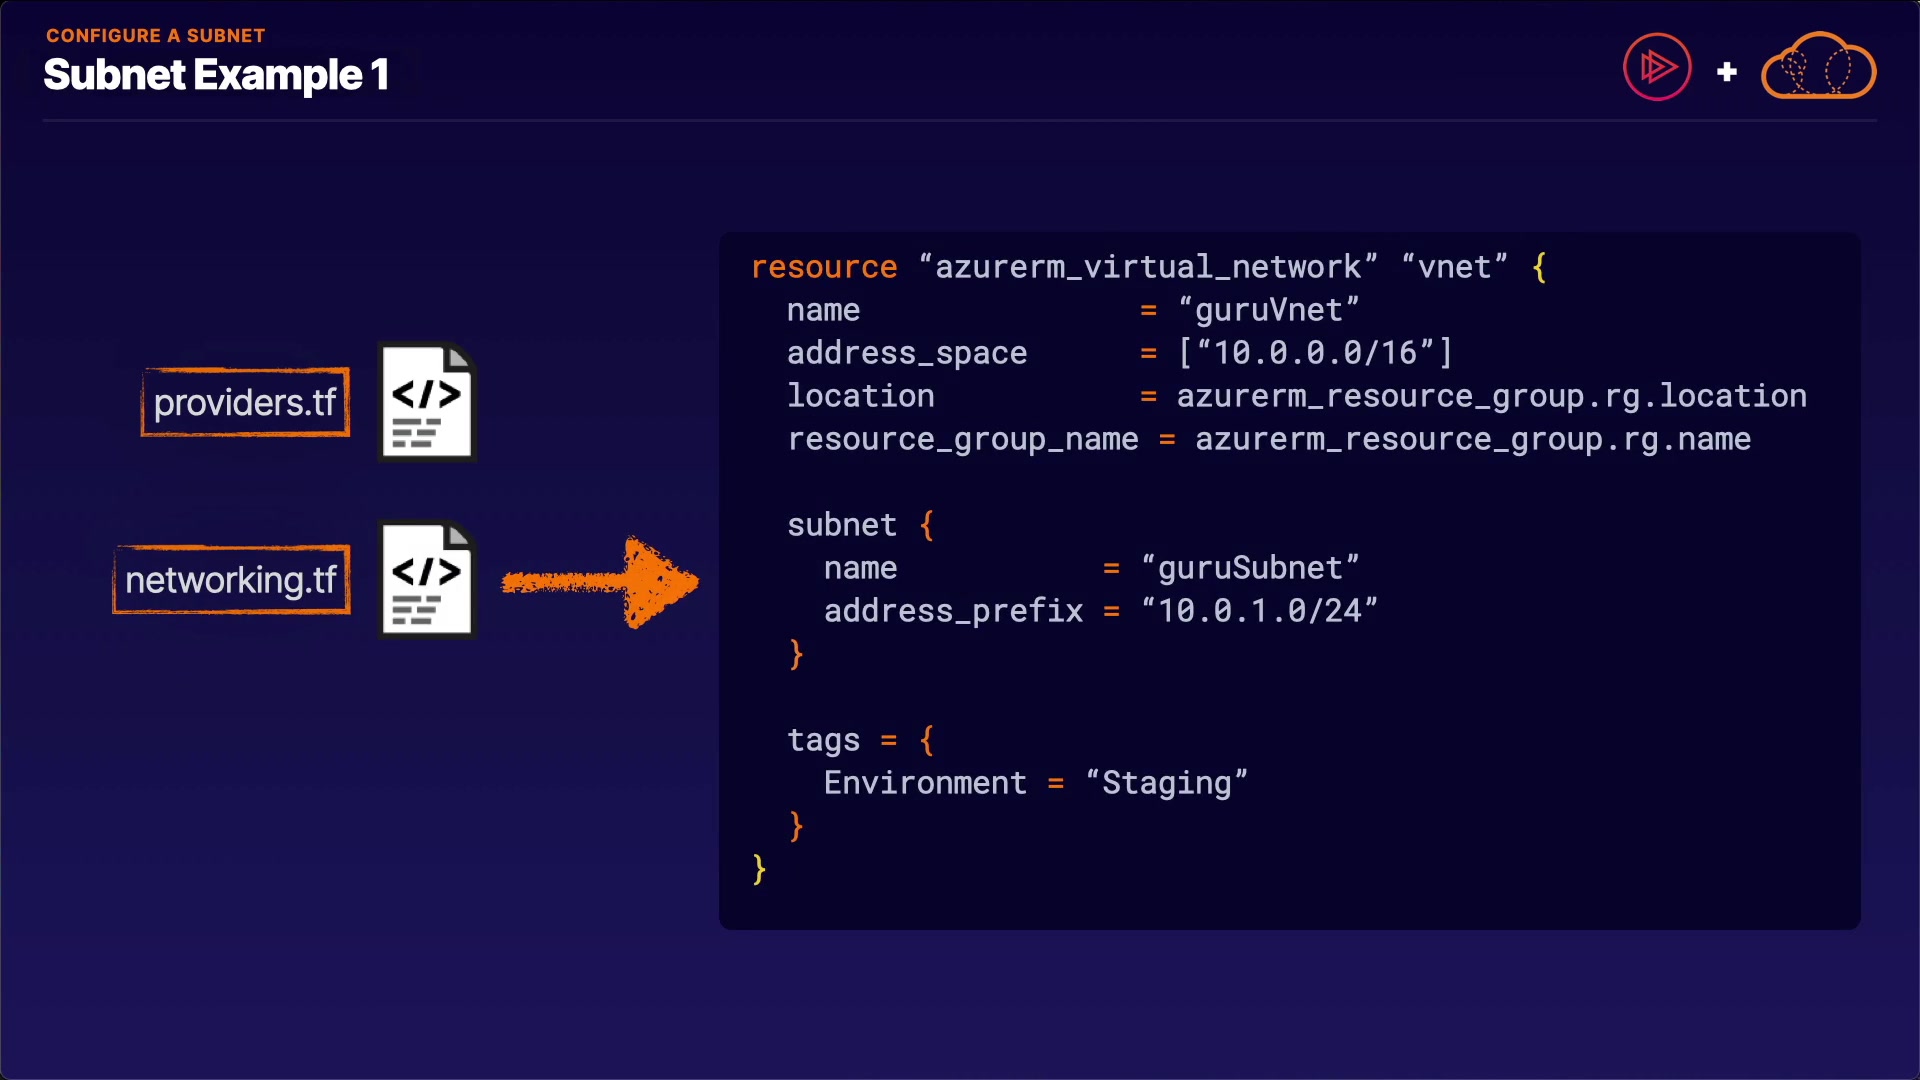 CONFIGURE A SUBNET
Subnet Example 1
providers.tf
</>
networking.tf
</>
resource “azurerm_virtual_network” “vnet” {
  name = “guruVnet”
  address_space = [“10.0.0.0/16”]
  location = azurerm_resource_group.rg.location
  resource_group_name = azurerm_resource_group.rg.name
  subnet {
    name = “guruSubnet”
    address_prefix = “10.0.1.0/24”
  }
  tags = {
    Environment = “Staging”
  }
}